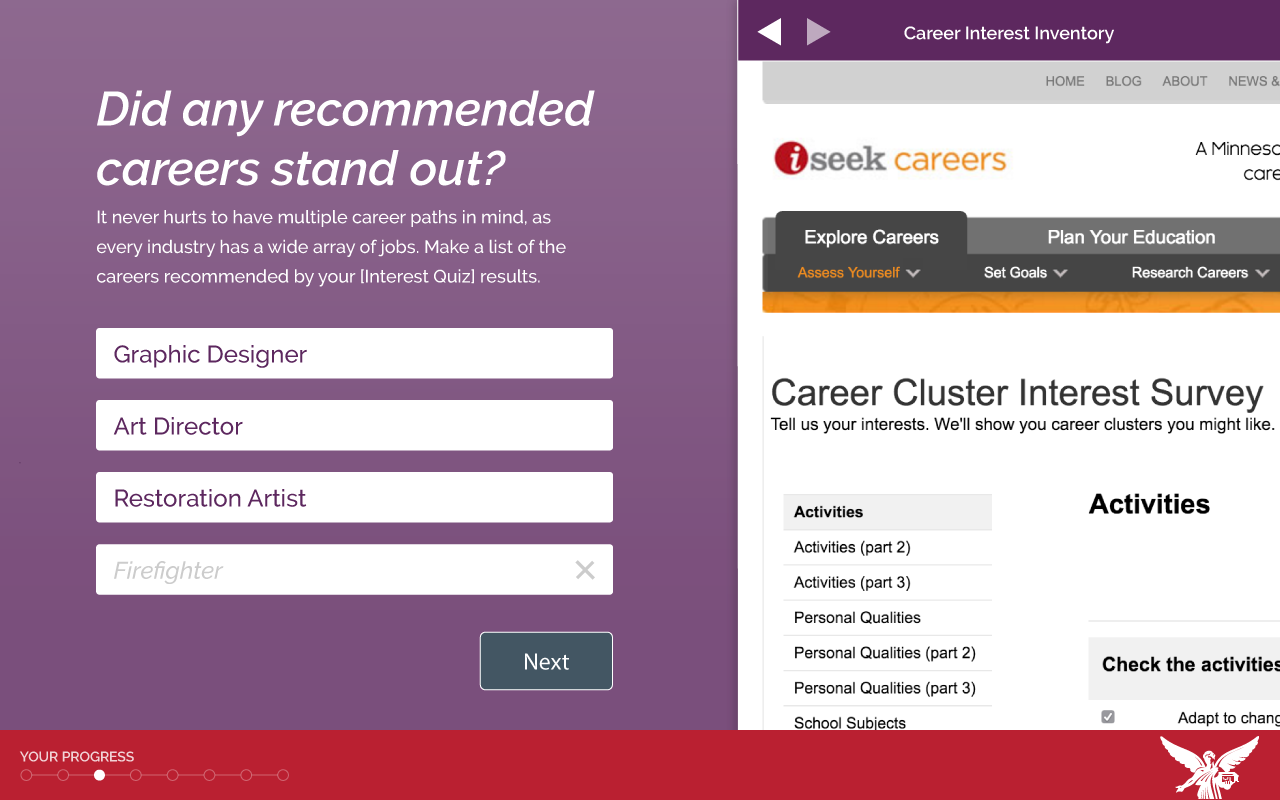 Did any recommended
careers stand out?
It never hurts to have multiple career paths in mind, as
every industry has a wide array of jobs. Make a list of the
careers recommended by your [Interest Quiz] results.
Graphic Designer
Art Director
Restoration Artist
Firefighter
Next
YOUR PROGRESS
Career Interest Inventory
HOME BLOG ABOUT NEWS &
iseek careers
A Minneso
care
Explore Careers Plan Your Education
Assess Yourself Set Goals Research Careers
Career Cluster Interest Survey
Tell us your interests. We'll show you career clusters you might like.
Activities
Activities (part 2)
Activities (part 3)
Personal Qualities
Personal Qualities (part 2)
Personal Qualities (part 3)
School Subjects
Activities
Check the activities
Adapt to chang